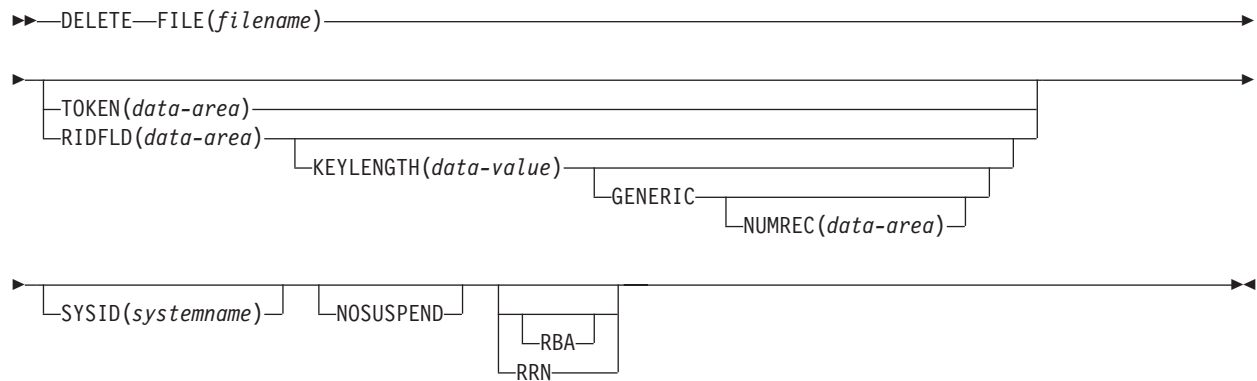 DELETE FILE(filename)
TOKEN(data-area)
RIDFLD(data-area)
KEYLENGTH(data-value)
GENERIC
NUMREC(data-area)
SYSID(systemname) NOSUSPEND
RBA
RRN